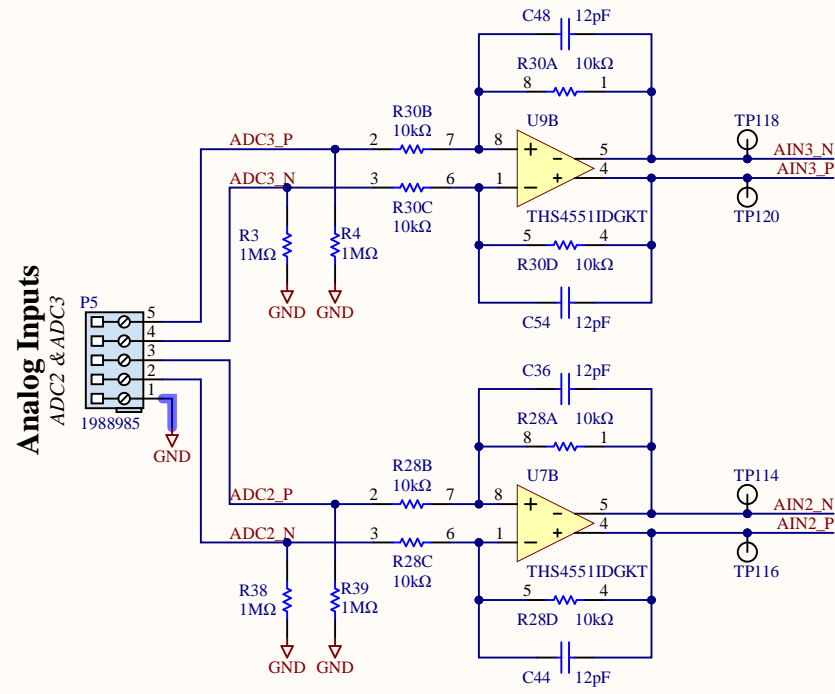 Analog Inputs
ADC2 & ADC3
C48 12pF
R30A 10kΩ
8 1
R30B
10kΩ
U9B
TP118
ADC3_P 2 7 8 5 AIN3_N
ADC3_N 3 6 1 4 AIN3_P
R30C
10kΩ
THS4551IDGKT
TP120
R3
1MΩ
R4
1MΩ
5 4
R30D 10kΩ
GND GND
C54 12pF
P5
5
4
3
2
1
1988985
GND
C36 12pF
R28A 10kΩ
8 1
R28B
10kΩ
U7B
TP114
ADC2_P 2 7 8 5 AIN2_N
ADC2_N 3 6 1 4 AIN2_P
R28C
10kΩ
THS4551IDGKT
TP116
R38
1MΩ
R39
1MΩ
5 4
R28D 10kΩ
GND GND
C44 12pF